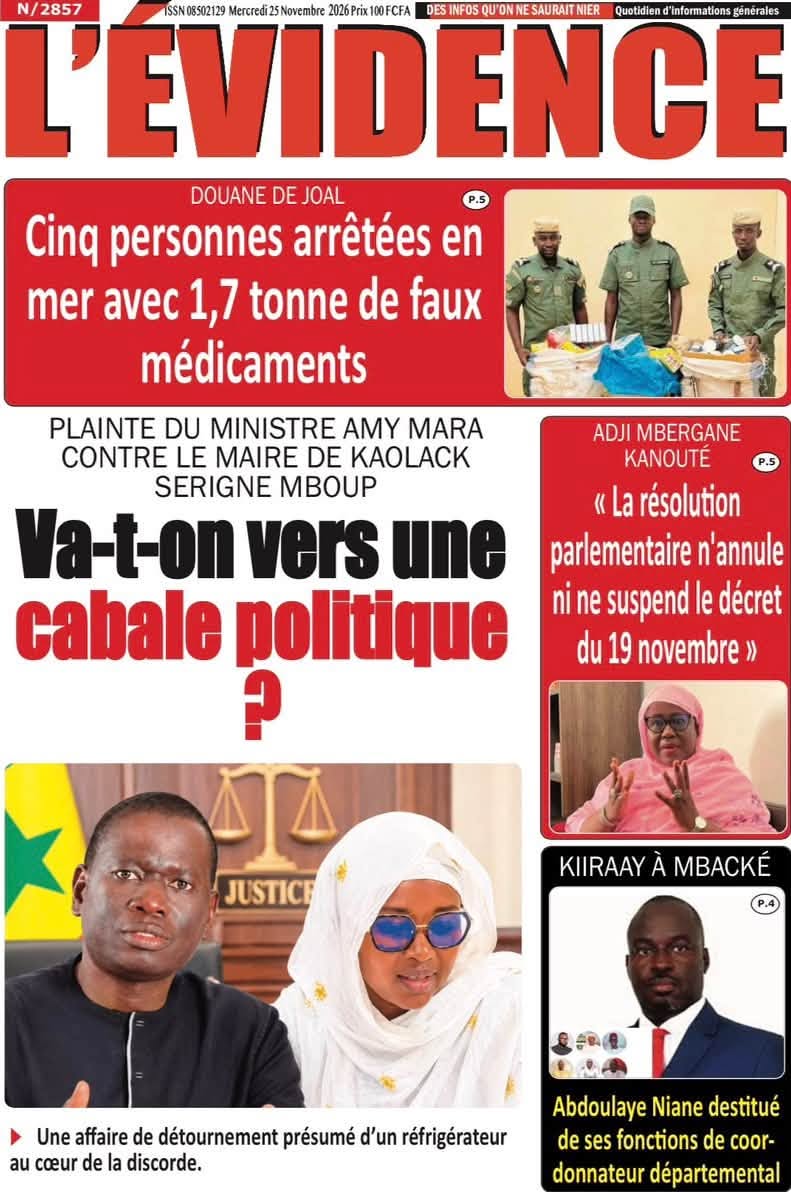 N/2857
ISSN 08502129 Mercredi 25 Novembre 2026 Prix 100 FCFA
DES INFOS QU'ON NE SAURAIT NIER
Quotidien d'informations générales
L'ÉVIDENCE
DOUANE DE JOAL
P.5
Cinq personnes arrêtées en
mer avec 1,7 tonne de faux
médicaments
PLAINTE DU MINISTRE AMY MARA
CONTRE LE MAIRE DE KAOLACK
SERIGNE MBOUP
Va-t-on vers une
cabale politique
?
JUSTICE
Une affaire de détournement présumé d'un réfrigérateur
au cœur de la discorde.
ADJI MBERGANE
KANOUTÉ
P.5
« La résolution
parlementaire n'annule
ni ne suspend le décret
du 19 novembre »
KIIRAAY À MBACKÉ
P.4
Abdoulaye Niane destitué
de ses fonctions de coor-
donnateur départemental